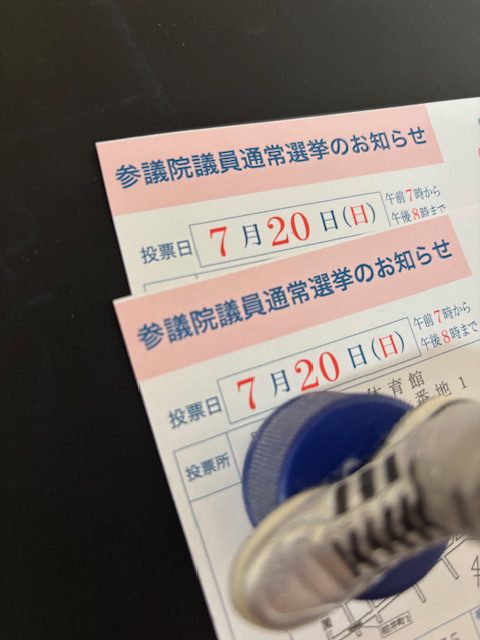 参議院議員通常選挙のお知らせ
投票日 7月20日(日) 午前7時から
午後8時まで
参議院議員通常選挙のお知らせ
投票日 7月20日(日) 午前7時から
午後8時まで
体育館
投票所 番地1